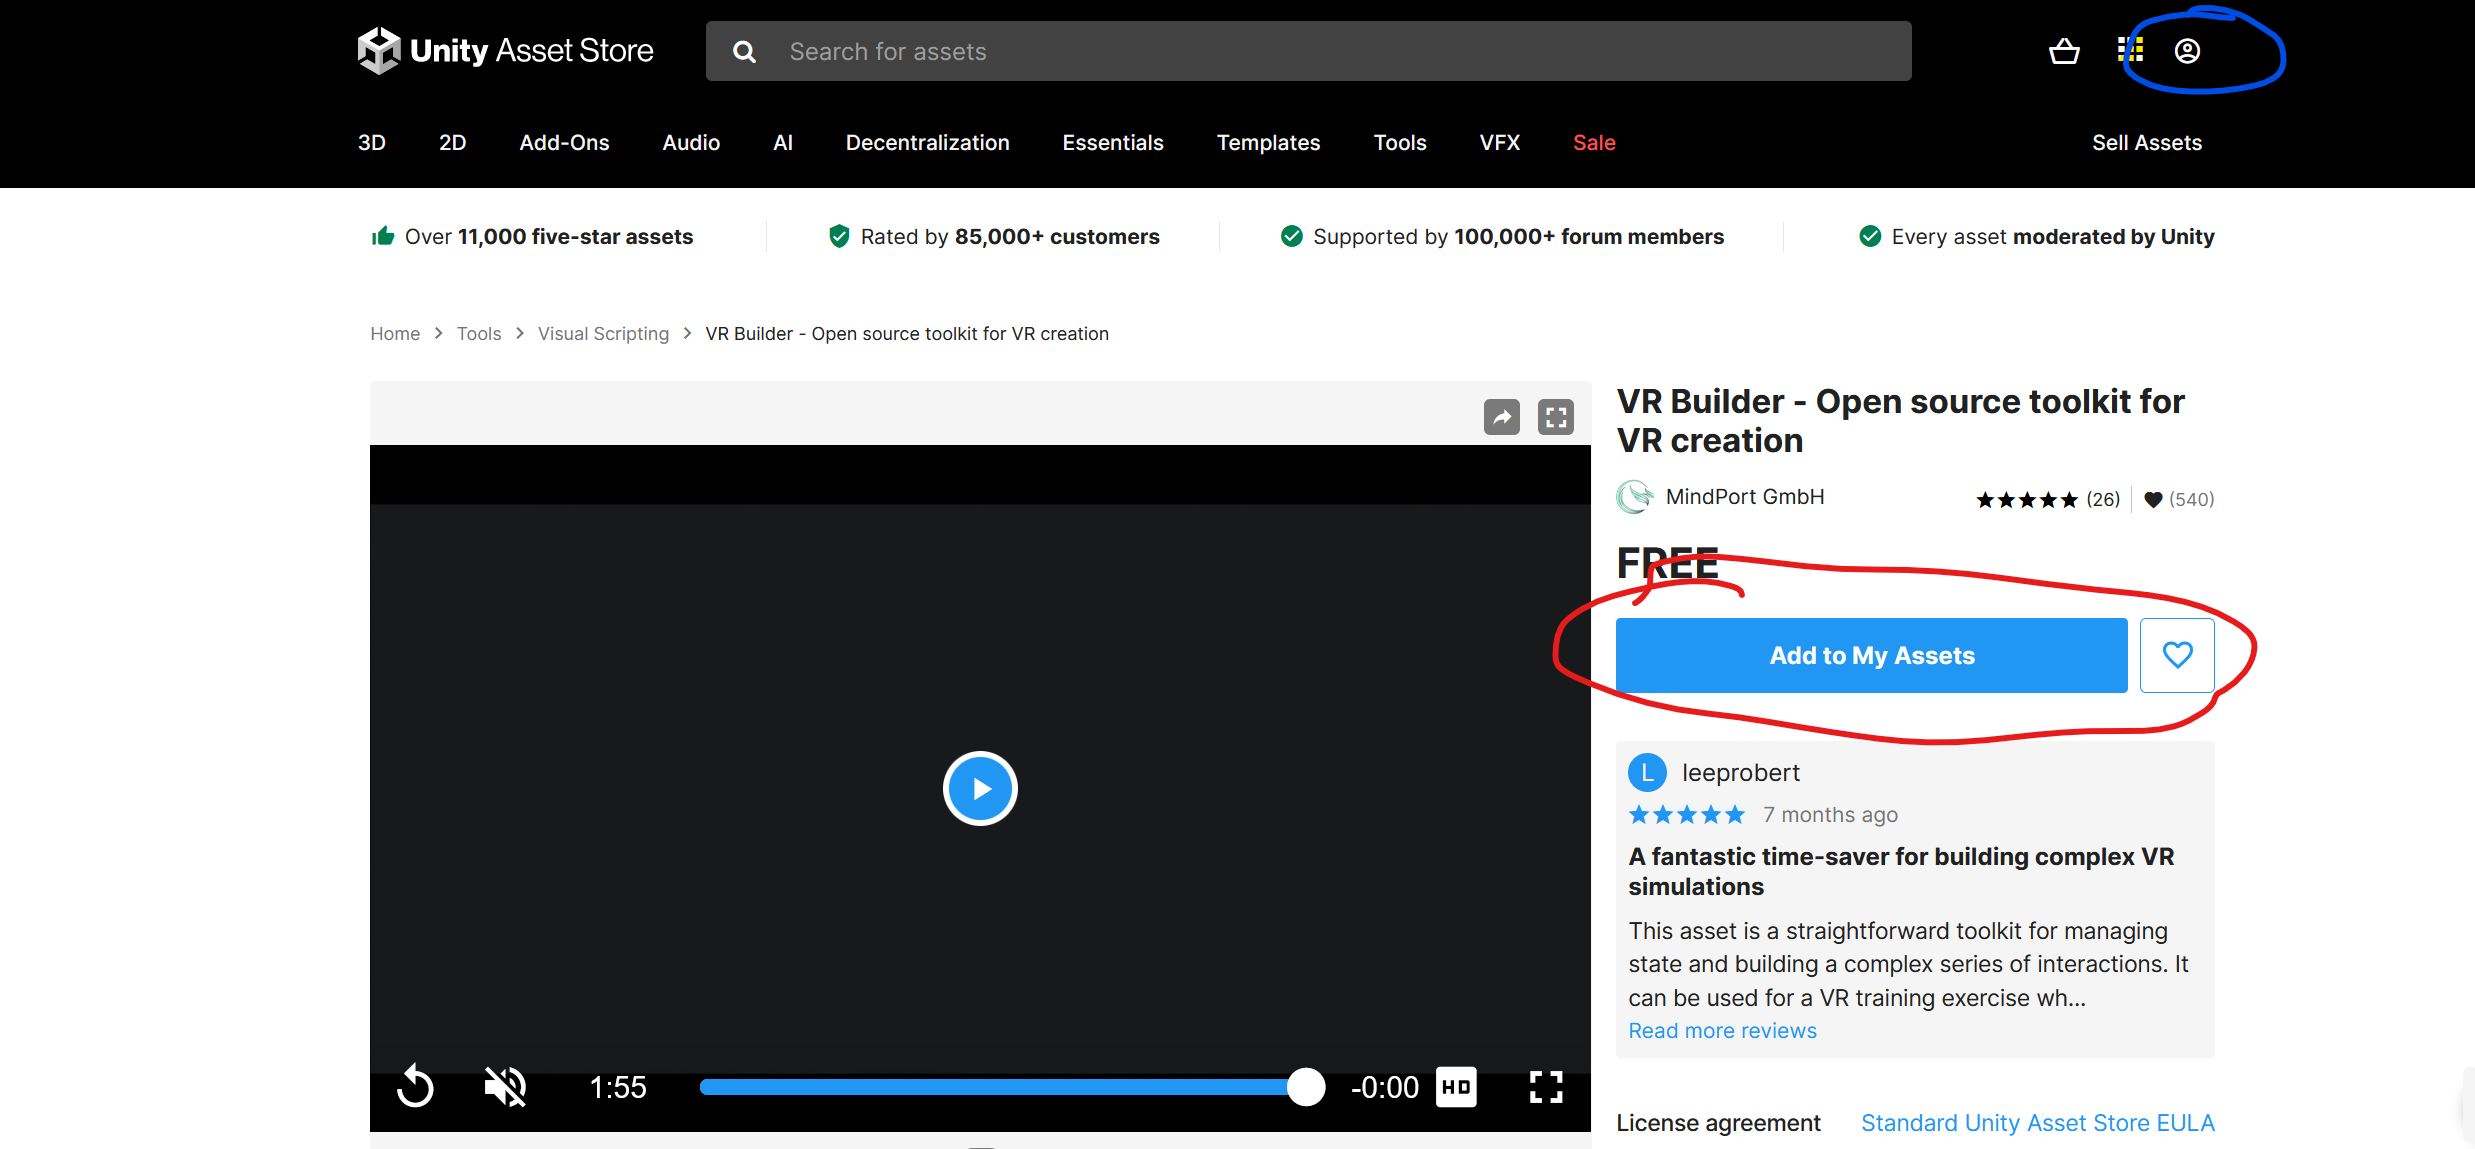 Unity Asset Store
Search for assets
3D 2D Add-Ons Audio AI Decentralization Essentials Templates Tools VFX Sale Sell Assets
Over 11,000 five-star assets
Rated by 85,000+ customers
Supported by 100,000+ forum members
Every asset moderated by Unity
Home > Tools > Visual Scripting > VR Builder - Open source toolkit for VR creation
VR Builder - Open source toolkit for
VR creation
MindPort GmbH
(26) (540)
FREE
Add to My Assets
L leeprobert
7 months ago
A fantastic time-saver for building complex VR
simulations
This asset is a straightforward toolkit for managing
state and building a complex series of interactions. It
can be used for a VR training exercise wh...
Read more reviews
1:55 -0:00 HD
License agreement Standard Unity Asset Store EULA